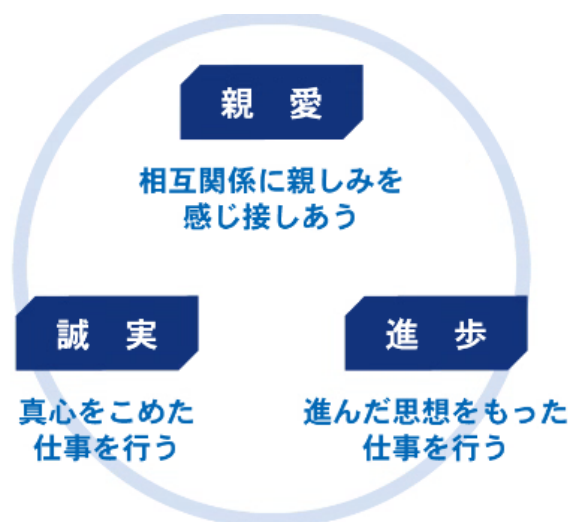 親 愛
相互関係に親しみを
感じ接しあう
誠 実
真心をこめた
仕事を行う
進 歩
進んだ思想をもった
仕事を行う